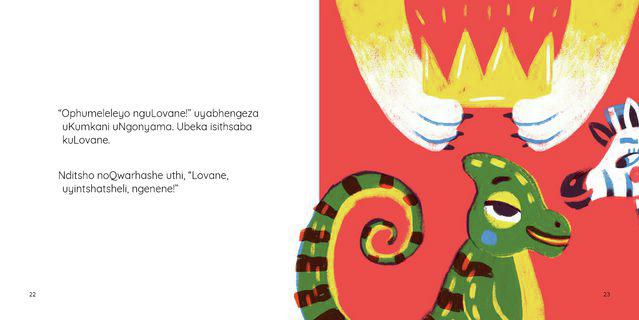 “Ophumeleleyo nguLovane!” uyabhengeza
uKumkani uNgonyama. Ubeka isithsaba
kuLovane.
Nditsho noQwarhashe uthi, “Lovane,
uyintshatsheli, ngenene!”
22
23